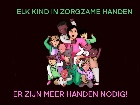 ELK KIND IN ZORGZAME HANDEN
ER ZIJN MEER HANDEN NODIG!